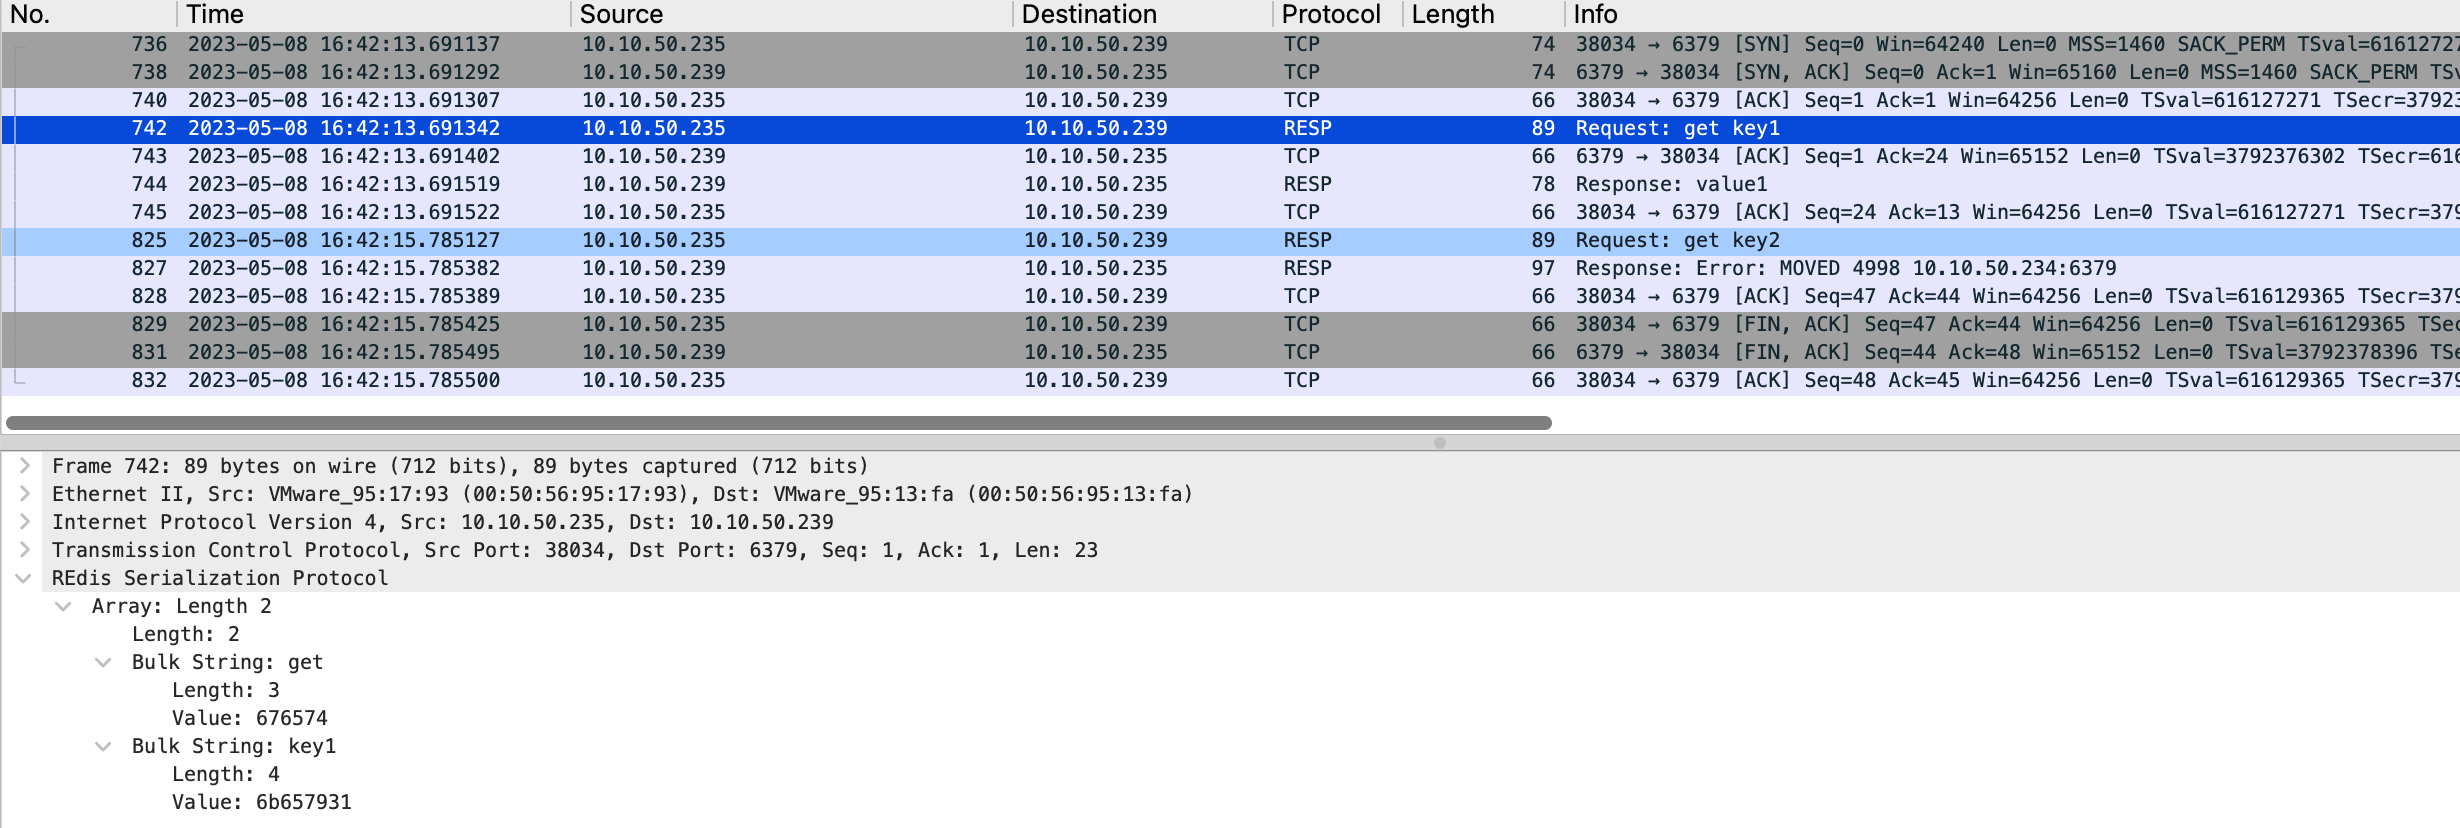 No. Time Source Destination Protocol Length Info
736 2023-05-08 16:42:13.691137 10.10.50.235 10.10.50.239 TCP 74 38034 → 6379 [SYN] Seq=0 Win=64240 Len=0 MSS=1460 SACK_PERM TSval=6161272
738 2023-05-08 16:42:13.691292 10.10.50.239 10.10.50.235 TCP 74 6379 → 38034 [SYN, ACK] Seq=0 Ack=1 Win=65160 Len=0 MSS=1460 SACK_PERM TS
740 2023-05-08 16:42:13.691307 10.10.50.235 10.10.50.239 TCP 66 38034 → 6379 [ACK] Seq=1 Ack=1 Win=64256 Len=0 TSval=616127271 TSecr=3792
742 2023-05-08 16:42:13.691342 10.10.50.235 10.10.50.239 RESP 89 Request: get key1
743 2023-05-08 16:42:13.691402 10.10.50.239 10.10.50.235 TCP 66 6379 → 38034 [ACK] Seq=1 Ack=24 Win=65152 Len=0 TSval=3792376302 TSecr=616
744 2023-05-08 16:42:13.691519 10.10.50.239 10.10.50.235 RESP 78 Response: value1
745 2023-05-08 16:42:13.691522 10.10.50.235 10.10.50.239 TCP 66 38034 → 6379 [ACK] Seq=24 Ack=13 Win=64256 Len=0 TSval=616127271 TSecr=379
825 2023-05-08 16:42:15.785127 10.10.50.235 10.10.50.239 RESP 89 Request: get key2
827 2023-05-08 16:42:15.785382 10.10.50.239 10.10.50.235 RESP 97 Response: Error: MOVED 4998 10.10.50.234:6379
828 2023-05-08 16:42:15.785389 10.10.50.235 10.10.50.239 TCP 66 38034 → 6379 [ACK] Seq=47 Ack=44 Win=64256 Len=0 TSval=616129365 TSecr=379
829 2023-05-08 16:42:15.785425 10.10.50.235 10.10.50.239 TCP 66 38034 → 6379 [FIN, ACK] Seq=47 Ack=44 Win=64256 Len=0 TSval=616129365 TSe
831 2023-05-08 16:42:15.785495 10.10.50.239 10.10.50.235 TCP 66 6379 → 38034 [FIN, ACK] Seq=44 Ack=48 Win=65152 Len=0 TSval=3792378396 TSe
832 2023-05-08 16:42:15.785500 10.10.50.235 10.10.50.239 TCP 66 38034 → 6379 [ACK] Seq=48 Ack=45 Win=64256 Len=0 TSval=616129365 TSecr=379
Frame 742: 89 bytes on wire (712 bits), 89 bytes captured (712 bits)
Ethernet II, Src: VMware_95:17:93 (00:50:56:95:17:93), Dst: VMware_95:13:fa (00:50:56:95:13:fa)
Internet Protocol Version 4, Src: 10.10.50.235, Dst: 10.10.50.239
Transmission Control Protocol, Src Port: 38034, Dst Port: 6379, Seq: 1, Ack: 1, Len: 23
REdis Serialization Protocol
Array: Length 2
Length: 2
Bulk String: get
Length: 3
Value: 676574
Bulk String: key1
Length: 4
Value: 6b657931